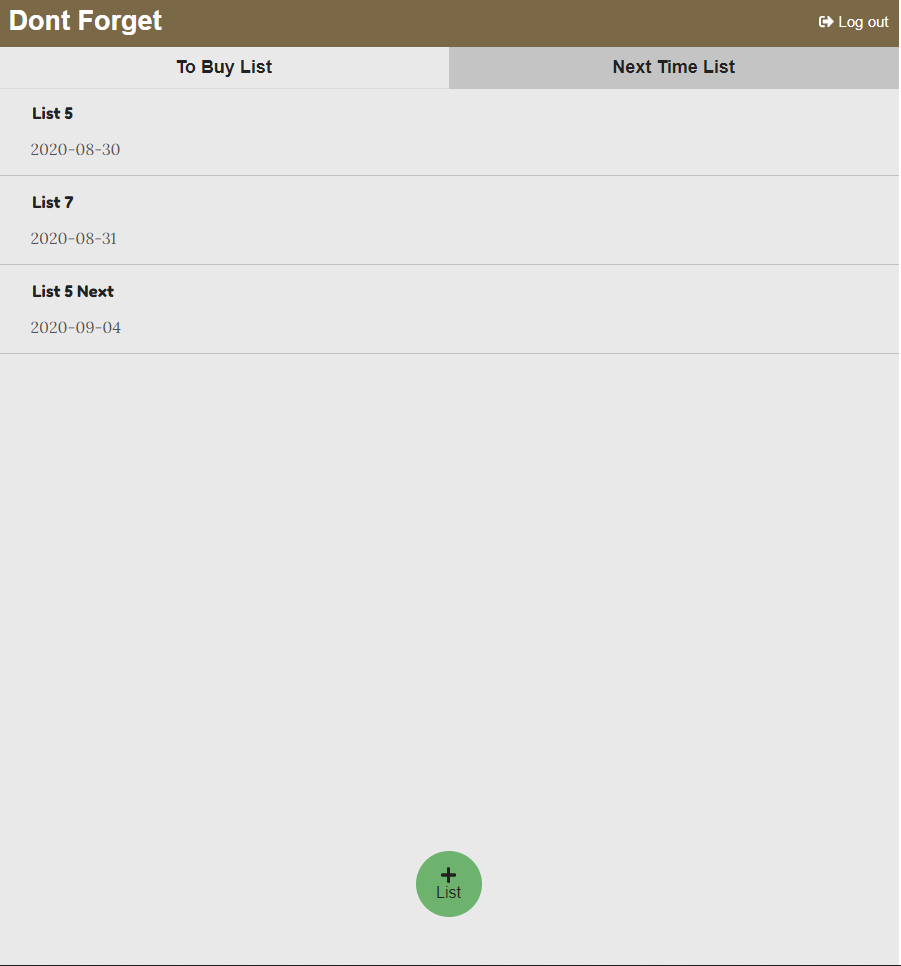 Dont Forget
Log out
To Buy List
Next Time List
List 5
2020-08-30
List 7
2020-08-31
List 5 Next
2020-09-04
+
List